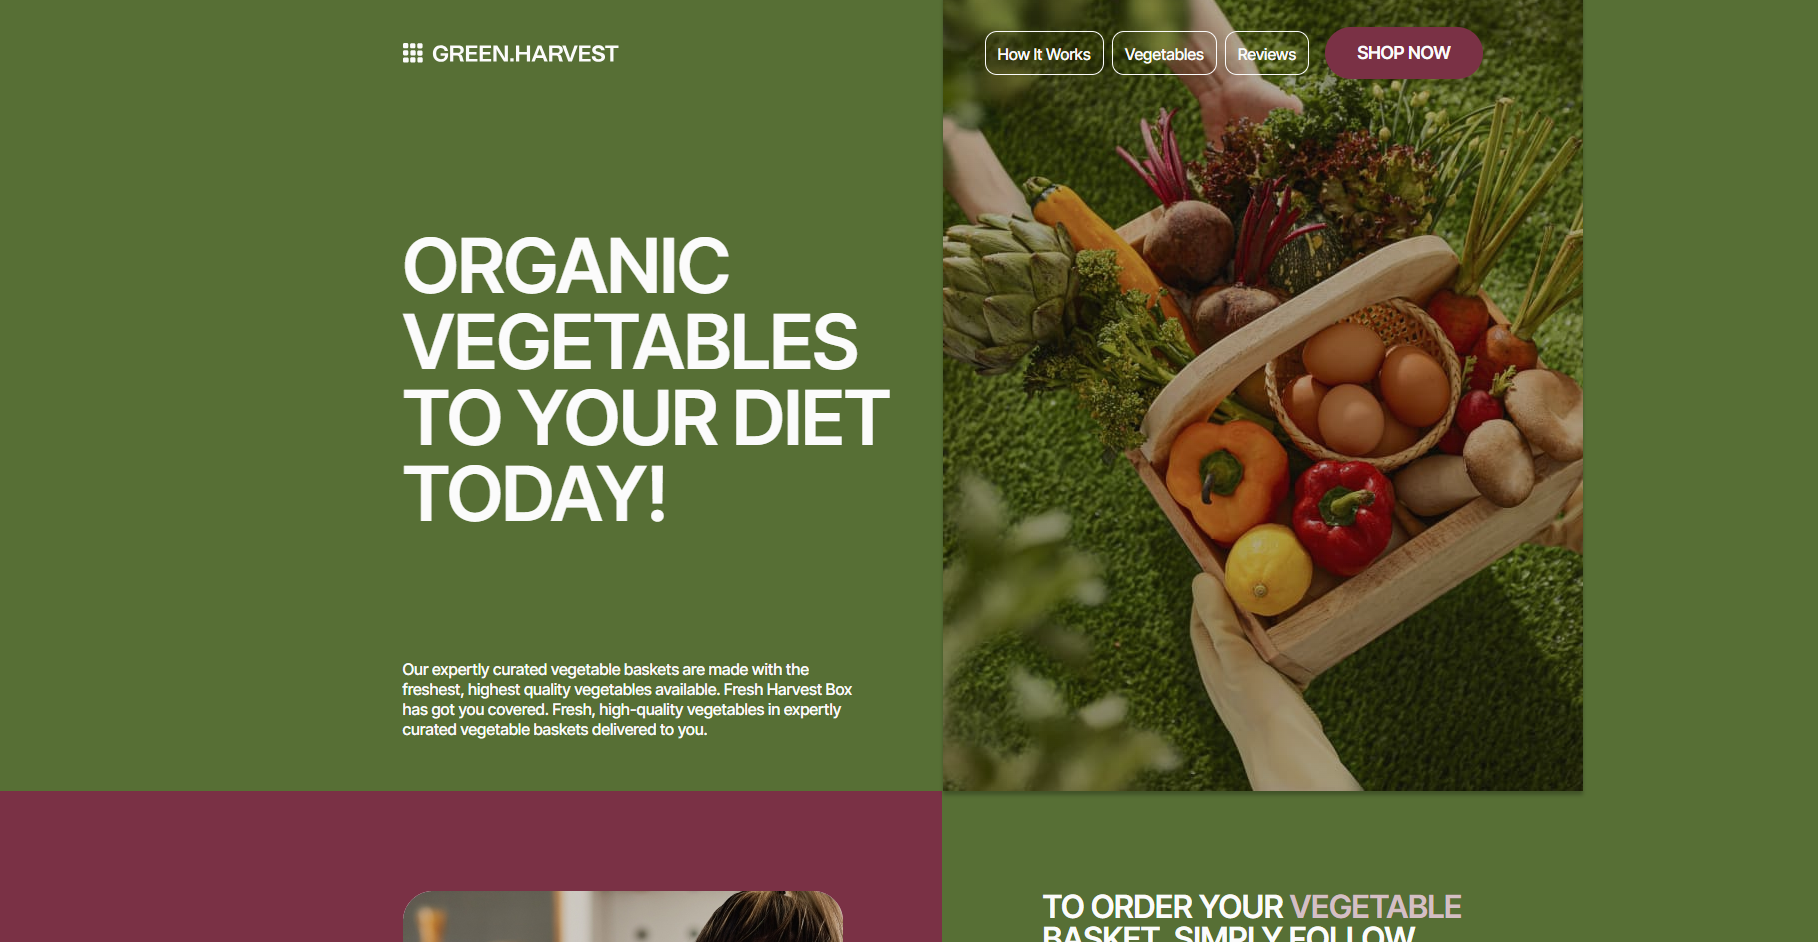 GREEN.HARVEST
How It Works
Vegetables
Reviews
SHOP NOW
ORGANIC
VEGETABLES
TO YOUR DIET
TODAY!
Our expertly curated vegetable baskets are made with the
freshest, highest quality vegetables available. Fresh Harvest Box
has got you covered. Fresh, high-quality vegetables in expertly
curated vegetable baskets delivered to you.
TO ORDER YOUR VEGETABLE
BASKET, SIMPLY FOLLOW